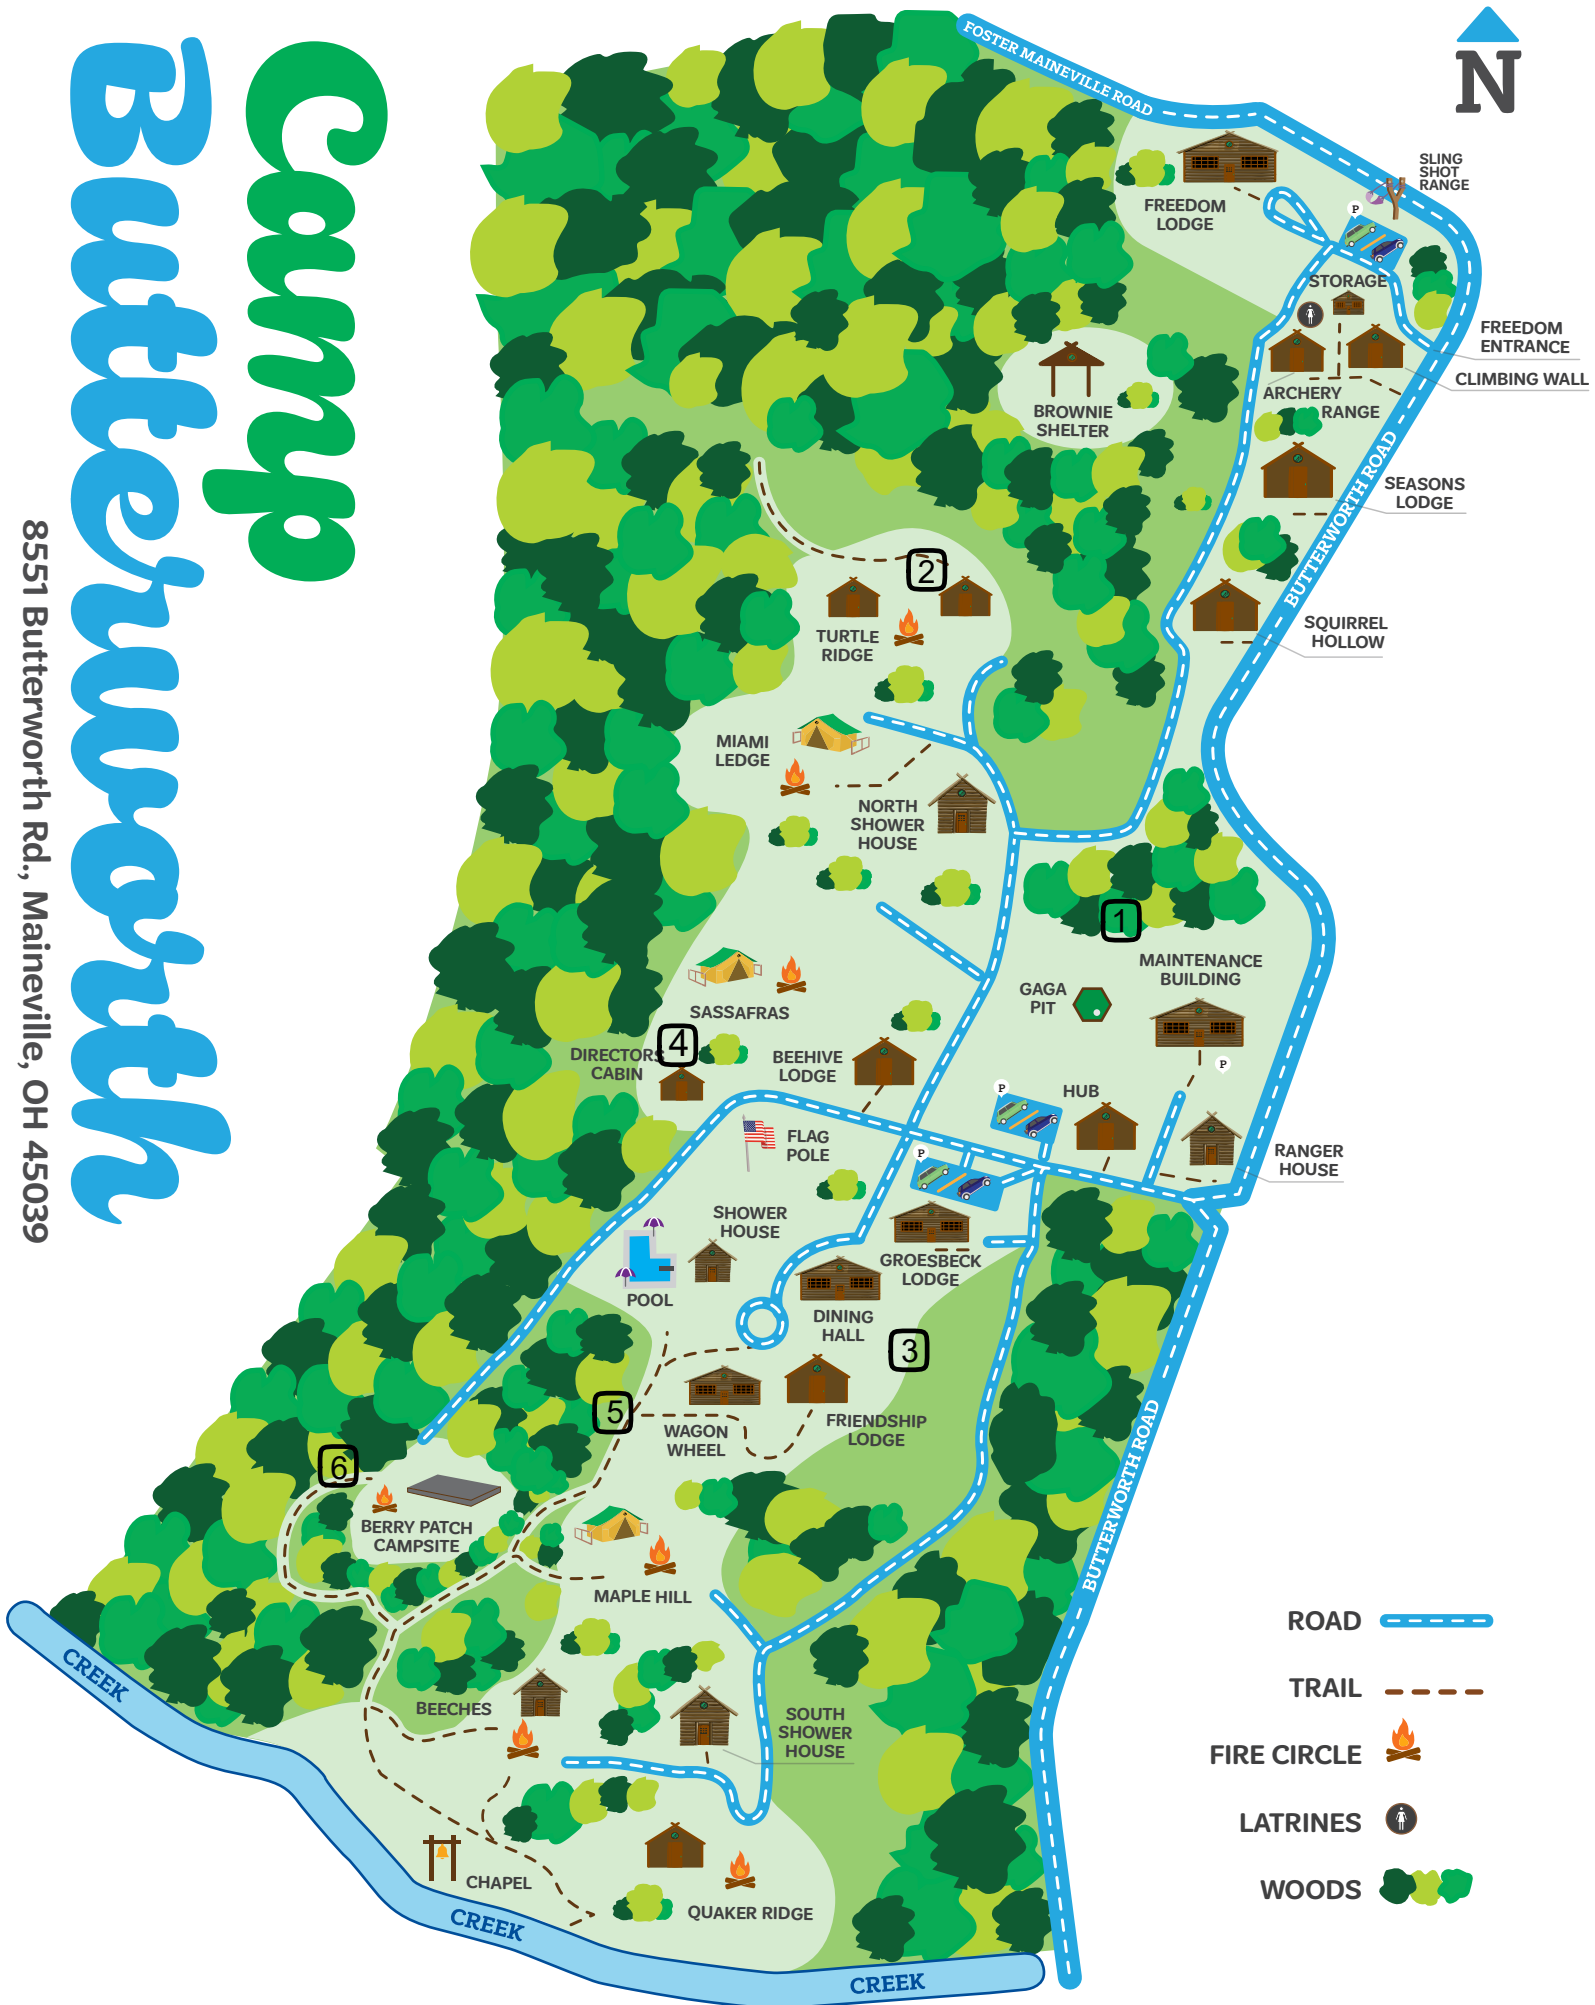 Camp
Butterworth
8551 Butterworth Rd., Maineville, OH 45039
N
FOSTER MAINEVILLE ROAD
SLING
SHOT
RANGE
FREEDOM
LODGE
P
STORAGE
FREEDOM
ENTRANCE
CLIMBING WALL
ARCHERY
RANGE
BROWNIE
SHELTER
BUTTERWORTH ROAD
SEASONS
LODGE
SQUIRREL
HOLLOW
2
TURTLE
RIDGE
MIAMI
LEDGE
NORTH
SHOWER
HOUSE
1
MAINTENANCE
BUILDING
GAGA
PIT
P
SASSAFRAS
4
DIRECTORS
CABIN
BEEHIVE
LODGE
P
HUB
FLAG
POLE
P
RANGER
HOUSE
SHOWER
HOUSE
POOL
GROESBECK
LODGE
DINING
HALL
3
5
WAGON
WHEEL
FRIENDSHIP
LODGE
6
BERRY PATCH
CAMPSITE
MAPLE HILL
BUTTERWORTH ROAD
CREEK
BEECHES
SOUTH
SHOWER
HOUSE
CHAPEL
QUAKER RIDGE
CREEK
CREEK
ROAD
TRAIL
FIRE CIRCLE
LATRINES
WOODS